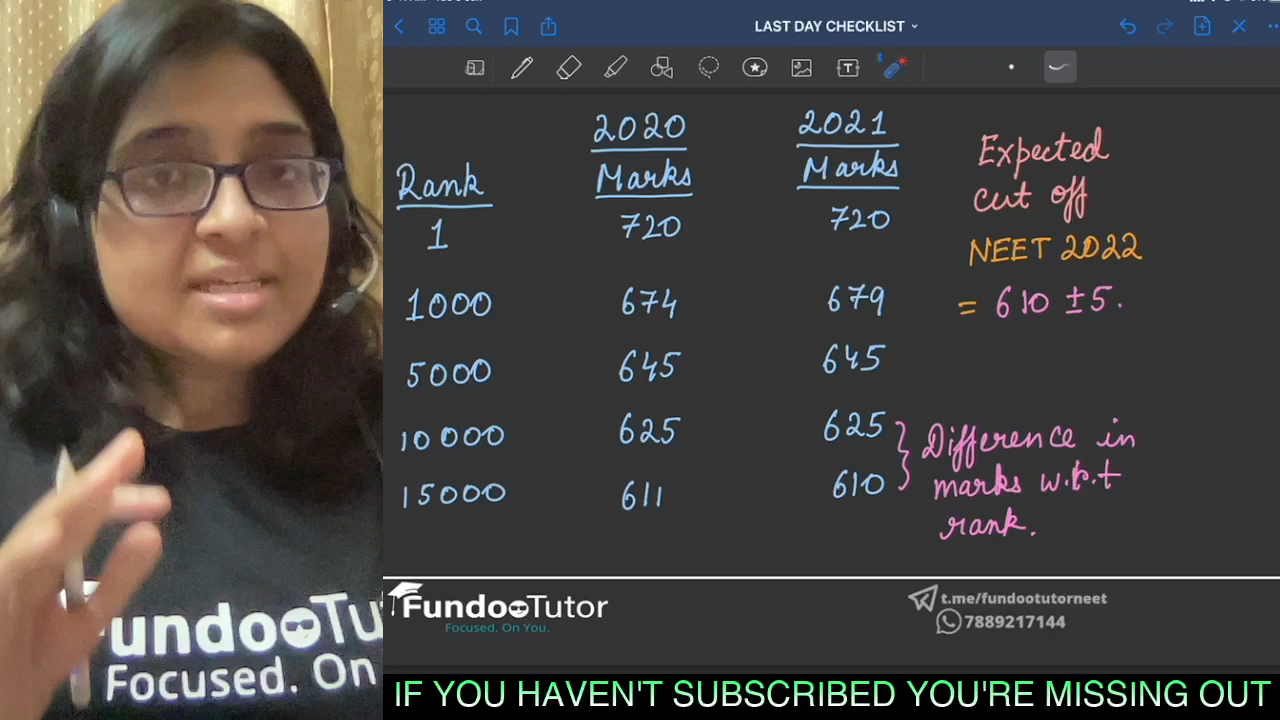 LAST DAY CHECKLIST
2020 2021
Rank Marks Marks
1 720 720
1000 674 679
5000 645 645
10000 625 625
15000 611 610
Expected
cut off
NEET 2022
= 610 ±5.
Difference in
marks w.r.t
rank.
FundooTutor
Focused. On You.
t.me/fundootutorneet
7889217144
FundooTu
Focused. On
IF YOU HAVEN'T SUBSCRIBED YOU'RE MISSING OUT